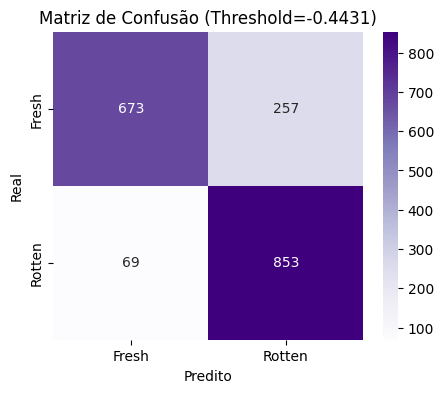 Matriz de Confusão (Threshold=-0.4431)
Real
Fresh
673
257
Rotten
69
853
Fresh
Rotten
Predito
800
700
600
500
400
300
200
100